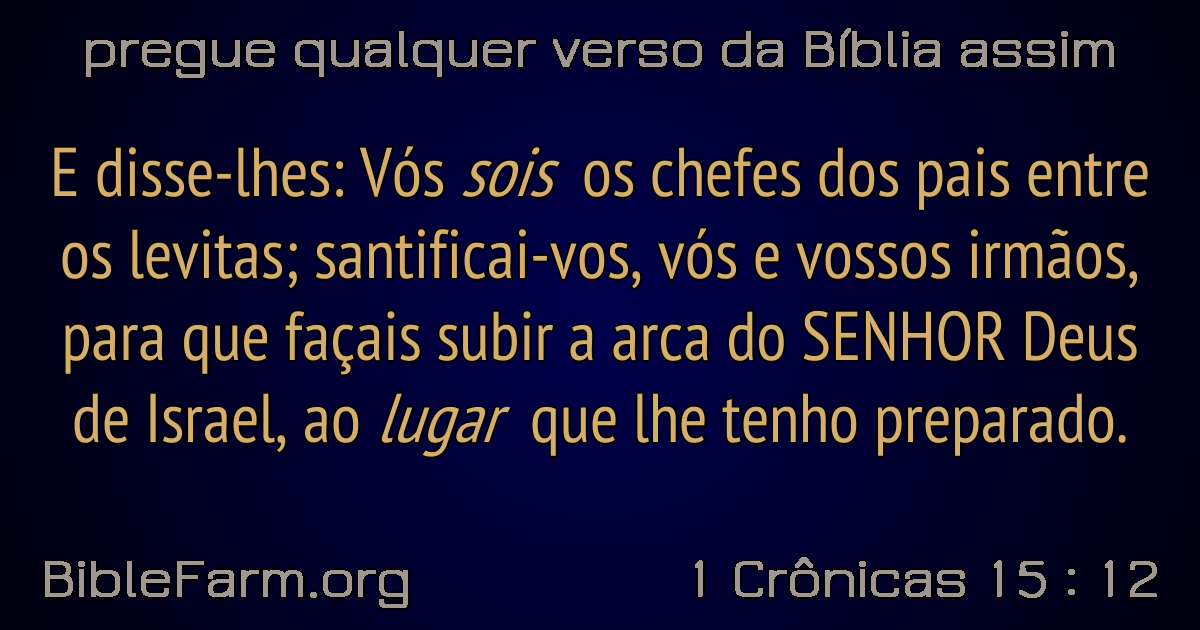 pregue qualquer verso da Bíblia assim
E disse-lhes: Vós sois os chefes dos pais entre
os levitas; santificai-vos, vós e vossos irmãos,
para que façais subir a arca do SENHOR Deus
de Israel, ao lugar que lhe tenho preparado.
BibleFarm.org
1 Crônicas 15 : 12